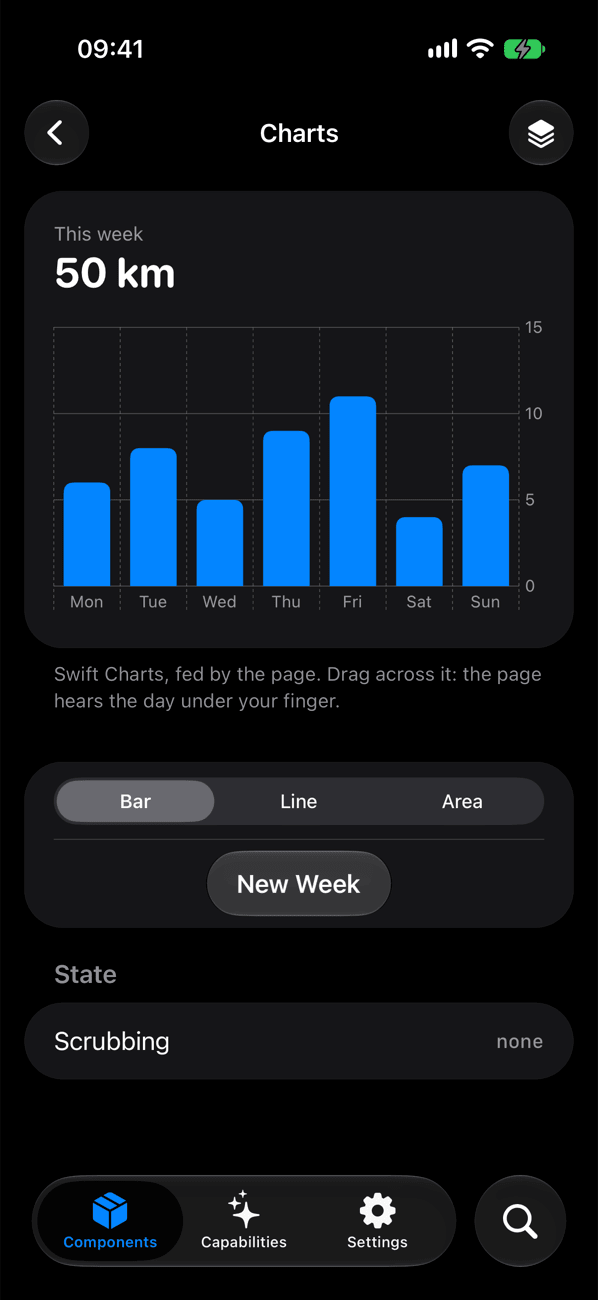 09:41
Charts
This week
50 km
15
10
5
0
Mon Tue Wed Thu Fri Sat Sun
Swift Charts, fed by the page. Drag across it: the page
hears the day under your finger.
Bar Line Area
New Week
State
Scrubbing none
Components Capabilities Settings